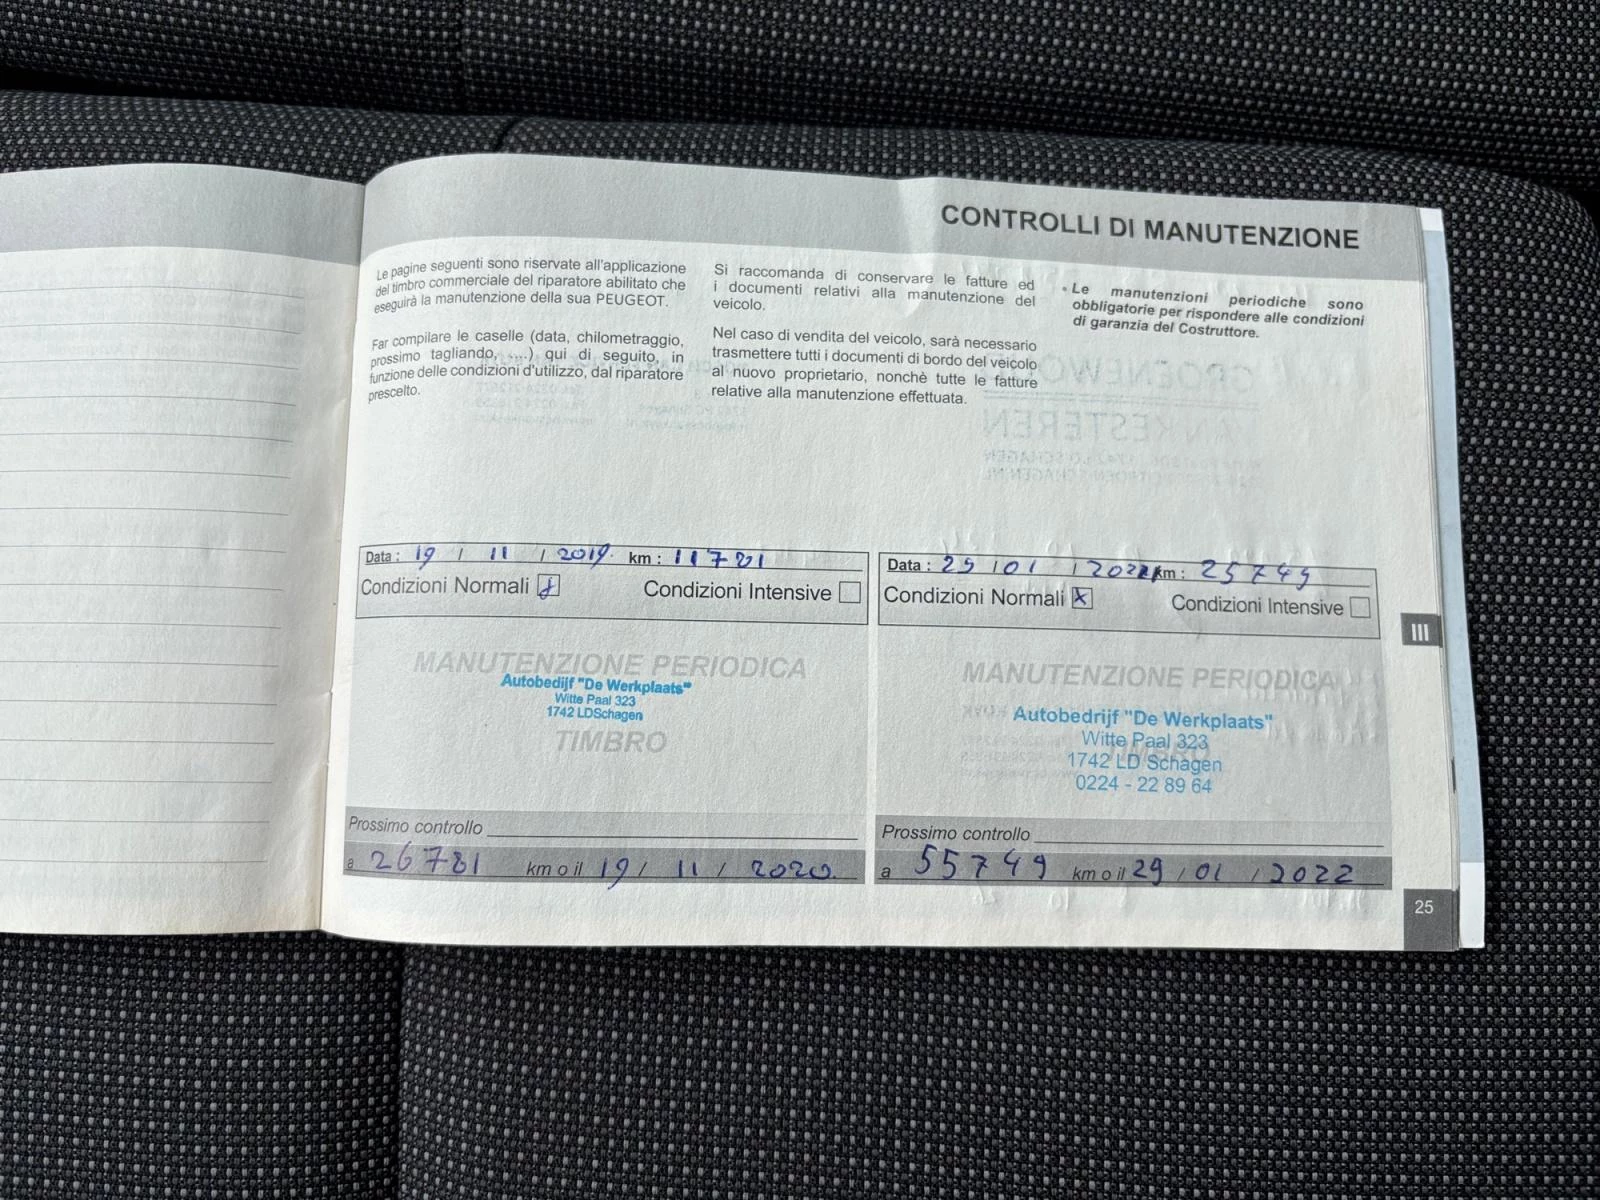 CONTROLLI DI MANUTENZIONE
Le pagine seguenti sono riservate all'applicazione
del timbro commerciale del riparatore abilitato che
eseguirà la manutenzione della sua PEUGEOT.
Far compilare le caselle (data, chilometraggio,
prossimo tagliando, ....) qui di seguito, in
funzione delle condizioni d'utilizzo, dal riparatore
prescelto.
Si raccomanda di conservare le fatture ed
i documenti relativi alla manutenzione del
veicolo.
Nel caso di vendita del veicolo, sarà necessario
trasmettere tutti i documenti di bordo del veicolo
al nuovo proprietario, nonchè tutte le fatture
relative alla manutenzione effettuata.
• Le manutenzioni periodiche sono
obbligatorie per rispondere alle condizioni
di garanzia del Costruttore.
Data : 19 / 11 / 2019 km : 11781
Condizioni Normali Condizioni Intensive
MANUTENZIONE PERIODICA
Autobedijf "De Werkplaats"
Witte Paal 323
1742 LDSchagen
TIMBRO
Prossimo controllo
a 26781 km o il 19 / 11 / 2020
Data : 29 / 01 / km : 25749
Condizioni Normali Condizioni Intensive
MANUTENZIONE PERIODICA
Autobedrijf "De Werkplaats"
Witte Paal 323
1742 LD Schagen
0224 - 22 89 64
TIMBRO
Prossimo controllo
a 55749 km o il 29 / 01 / 2022
III
25